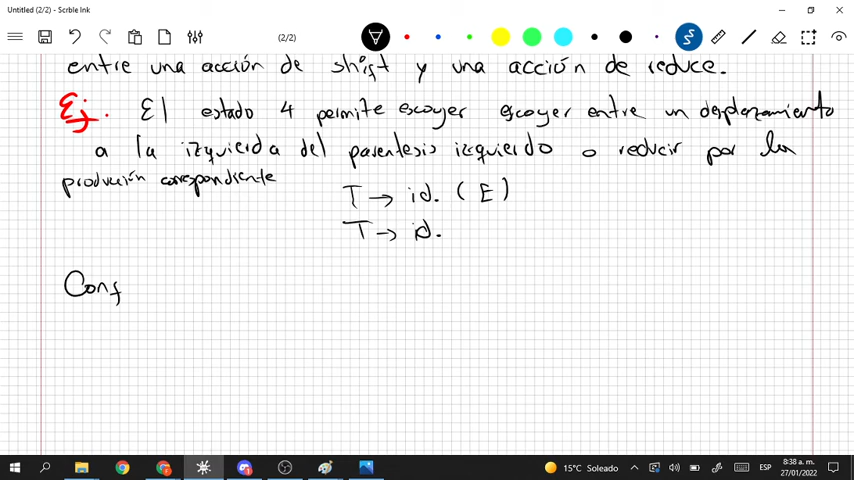 Untitled (2/2) - Scrble Ink
(2/2)
entre una acción de shift y una acción de reduce.
Ej. El estado 4 permite escoyer escoyer entre un desplazamiento
a la izquierda del parentesis izquierdo o reducir por la
producción correspondiente
T → id. ( E )
T → id.
Conf
15°C Soleado
ESP
8:38 a. m.
27/01/2022